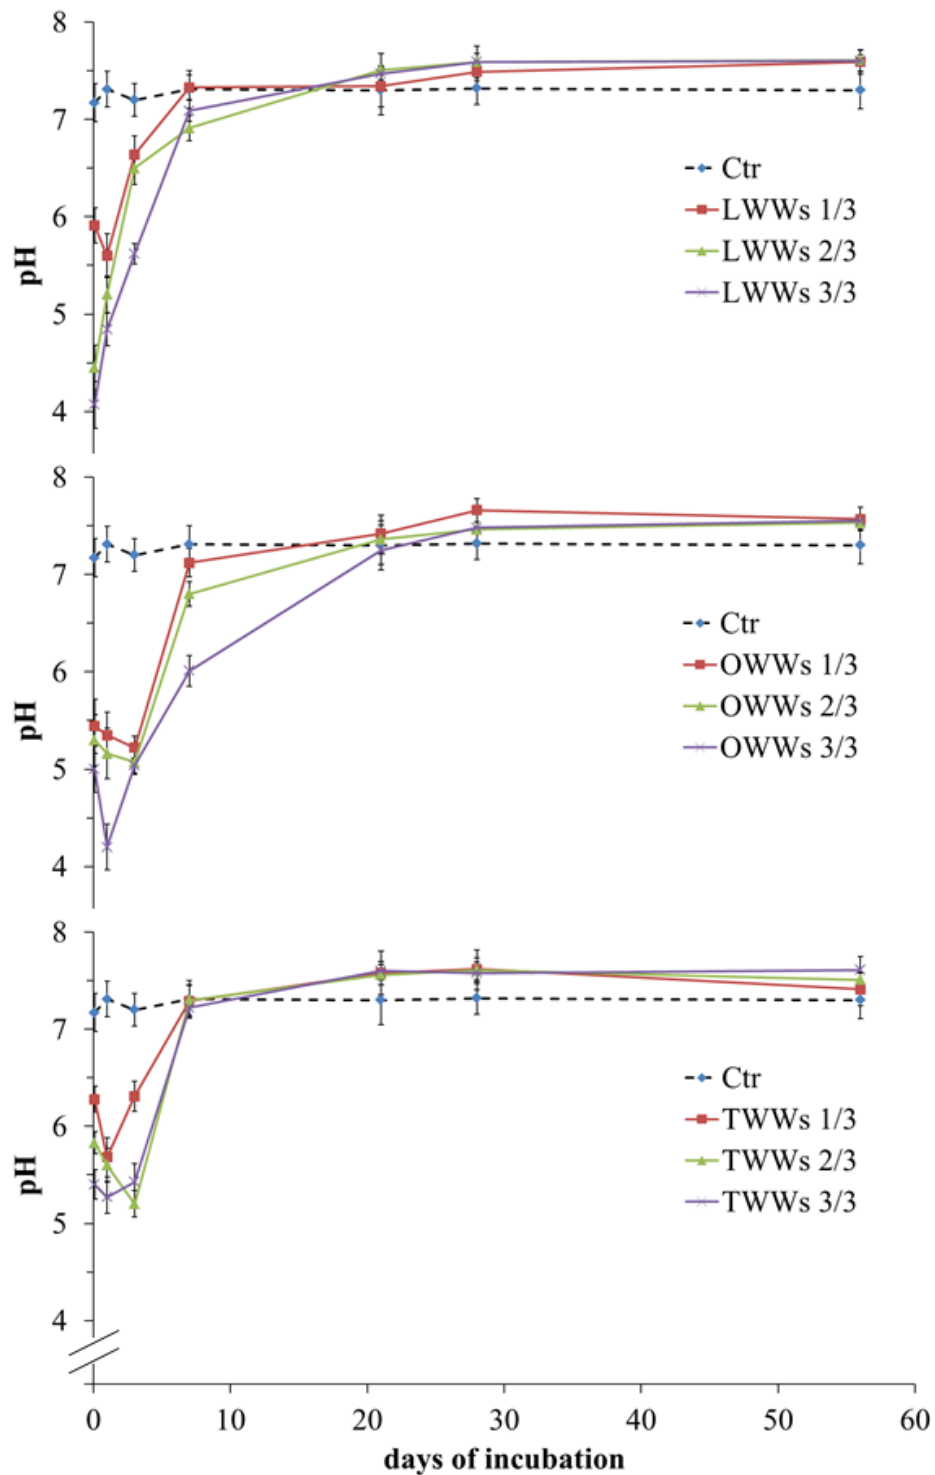 8
7
6
5
4
pH
Ctr
LWWs 1/3
LWWs 2/3
LWWs 3/3
8
7
6
5
4
pH
Ctr
OWWs 1/3
OWWs 2/3
OWWs 3/3
8
7
6
5
4
pH
Ctr
TWWs 1/3
TWWs 2/3
TWWs 3/3
0 10 20 30 40 50 60
days of incubation